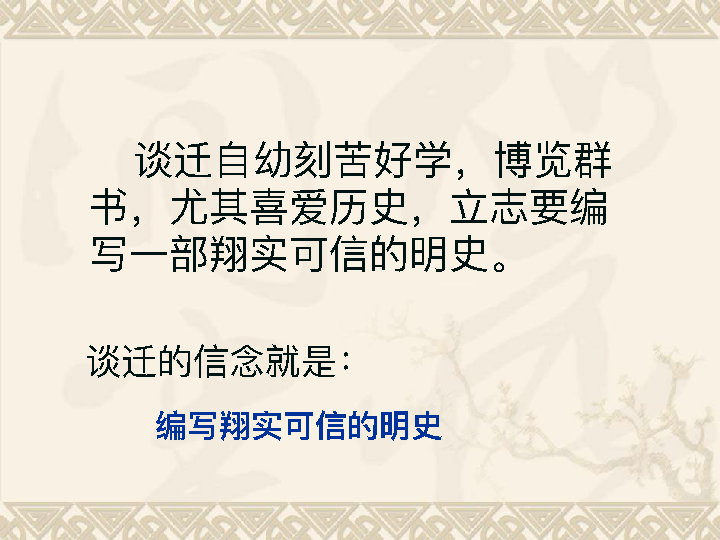 谈迁自幼刻苦好学，博览群
书，尤其喜爱历史，立志要编
写一部翔实可信的明史。
谈迁的信念就是：
编写翔实可信的明史